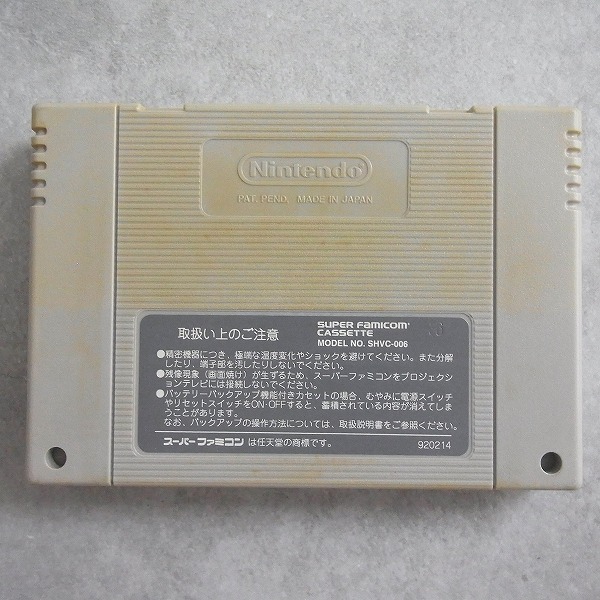 Nintendo
PAT. PEND. MADE IN JAPAN
取扱い上のご注意
SUPER FAMICOM
CASSETTE
MODEL NO. SHVC-006
●精密機器につき、極端な温度変化やショックを避けてください。また分解
したり、端子部を汚したりしないでください。
●残像現象（画面焼け）が生ずるため、スーパーファミコンをプロジェクシ
ョンテレビには接続しないでください。
●バッテリーバックアップ機能付きカセットの場合、むやみに電源スイッチ
やリセットスイッチをON・OFFすると、蓄積されている内容が消えてしま
うことがあります。
なお、バックアップの操作方法については、取扱説明書をご参照ください。
スーパーファミコン は任天堂の商標です。
920214